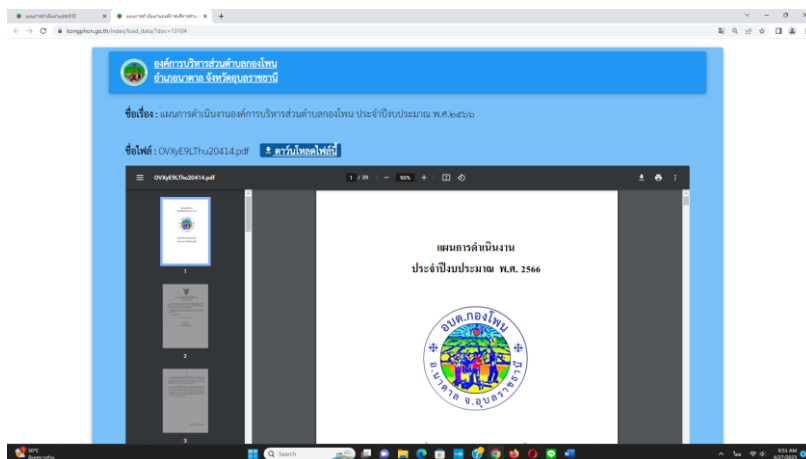 kongphon.go.th/index/load_data/?doc=13104
องค์การบริหารส่วนตำบลกองโพน
อำเภอนาตาล จังหวัดอุบลราชธานี
ชื่อเรื่อง : แผนการดำเนินงานองค์การบริหารส่วนตำบลกองโพน ประจำปีงบประมาณ พ.ศ.๒๕๖๖
ชื่อไฟล์ : OVXyE9LThu20414.pdf ดาวน์โหลดไฟล์นี้
OVXyE9LThu20414.pdf 1 / 39 90%
แผนการดำเนินงาน
ประจำปีงบประมาณ พ.ศ. 2566
อบต.กองโพน
อ.นาตาล จ.อุบลราชธานี
1
2
3
30°C
Search
8:51 AM
4/27/2023